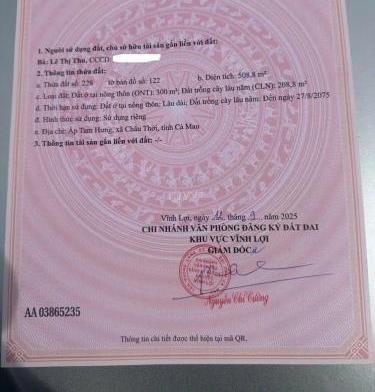 1. Người sử dụng đất, chủ sở hữu tài sản gắn liền với đất:
Bà: Lê Thị Thu, CCCD:
2. Thông tin thửa đất:
a. Thửa đất số: 228 tờ bản đồ số: 122 b. Diện tích: 508,8 m²
c. Loại đất: Đất ở tại nông thôn (ONT): 300 m²; Đất trồng cây lâu năm (CLN): 208,8 m²
d. Thời hạn sử dụng: Đất ở tại nông thôn: Lâu dài; Đất trồng cây lâu năm: Đến ngày 27/8/2075
đ. Hình thức sử dụng: Sử dụng riêng
e. Địa chỉ: Ấp Tam Hưng, xã Châu Thới, tỉnh Cà Mau
3. Thông tin tài sản gắn liền với đất: -/-
Vĩnh Lợi, ngày 12 tháng 9 năm 2025
CHI NHÁNH VĂN PHÒNG ĐĂNG KÝ ĐẤT ĐAI
KHU VỰC VĨNH LỢI
GIÁM ĐỐC
Nguyễn Chí Cường
AA 03865235
Thông tin chi tiết được thể hiện tại mã QR.